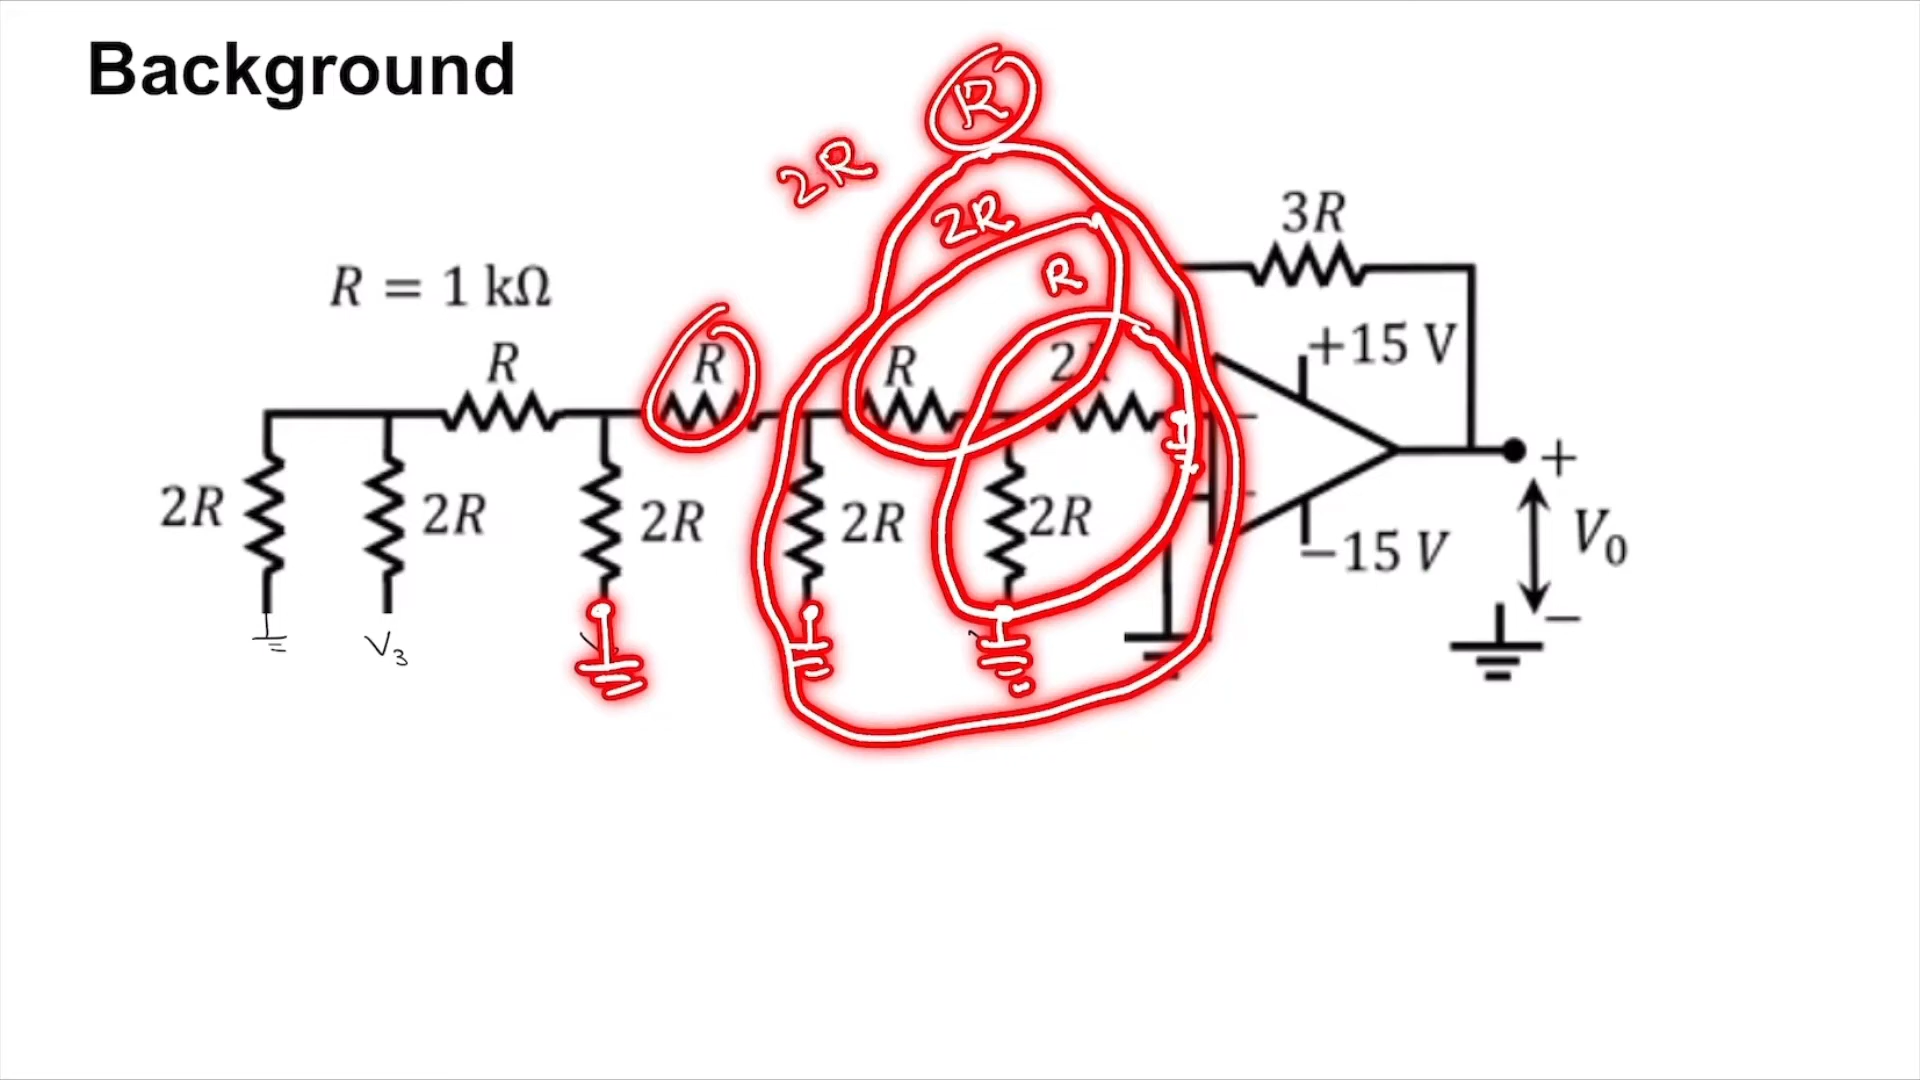 Background
R
2R
2R
3R
R
R = 1 kΩ
+15 V
R
R
R
2R
−
+
2R
2R
2R
2R
2R
−15 V
V₀
−
V₃